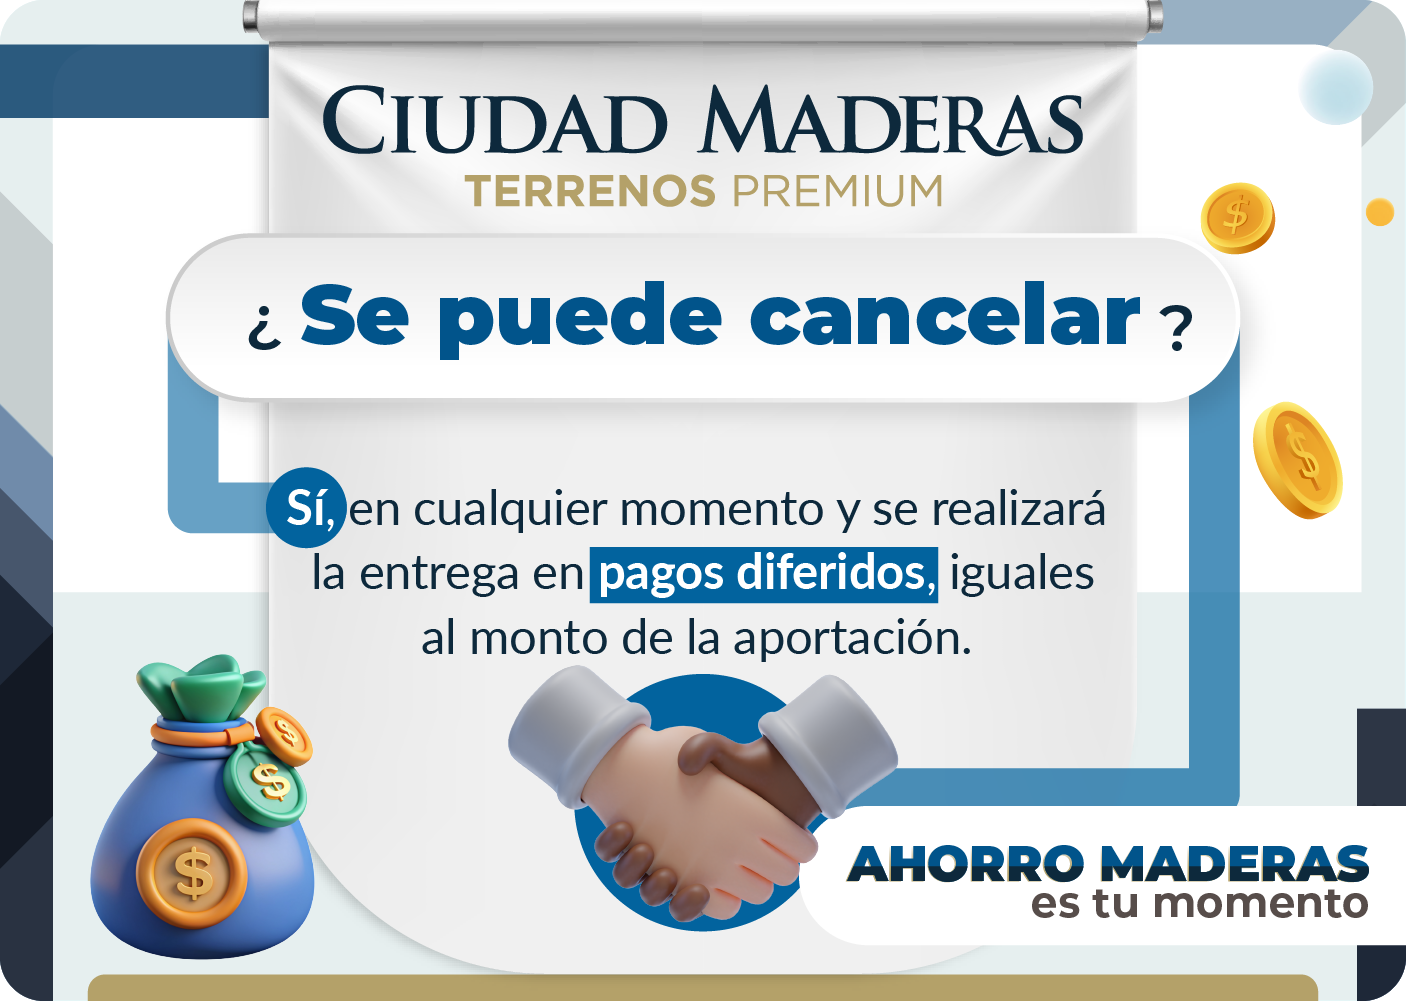 CIUDAD MADERAS
TERRENOS PREMIUM
¿ Se puede cancelar ?
Sí, en cualquier momento y se realizará
la entrega en pagos diferidos, iguales
al monto de la aportación.
AHORRO MADERAS
es tu momento